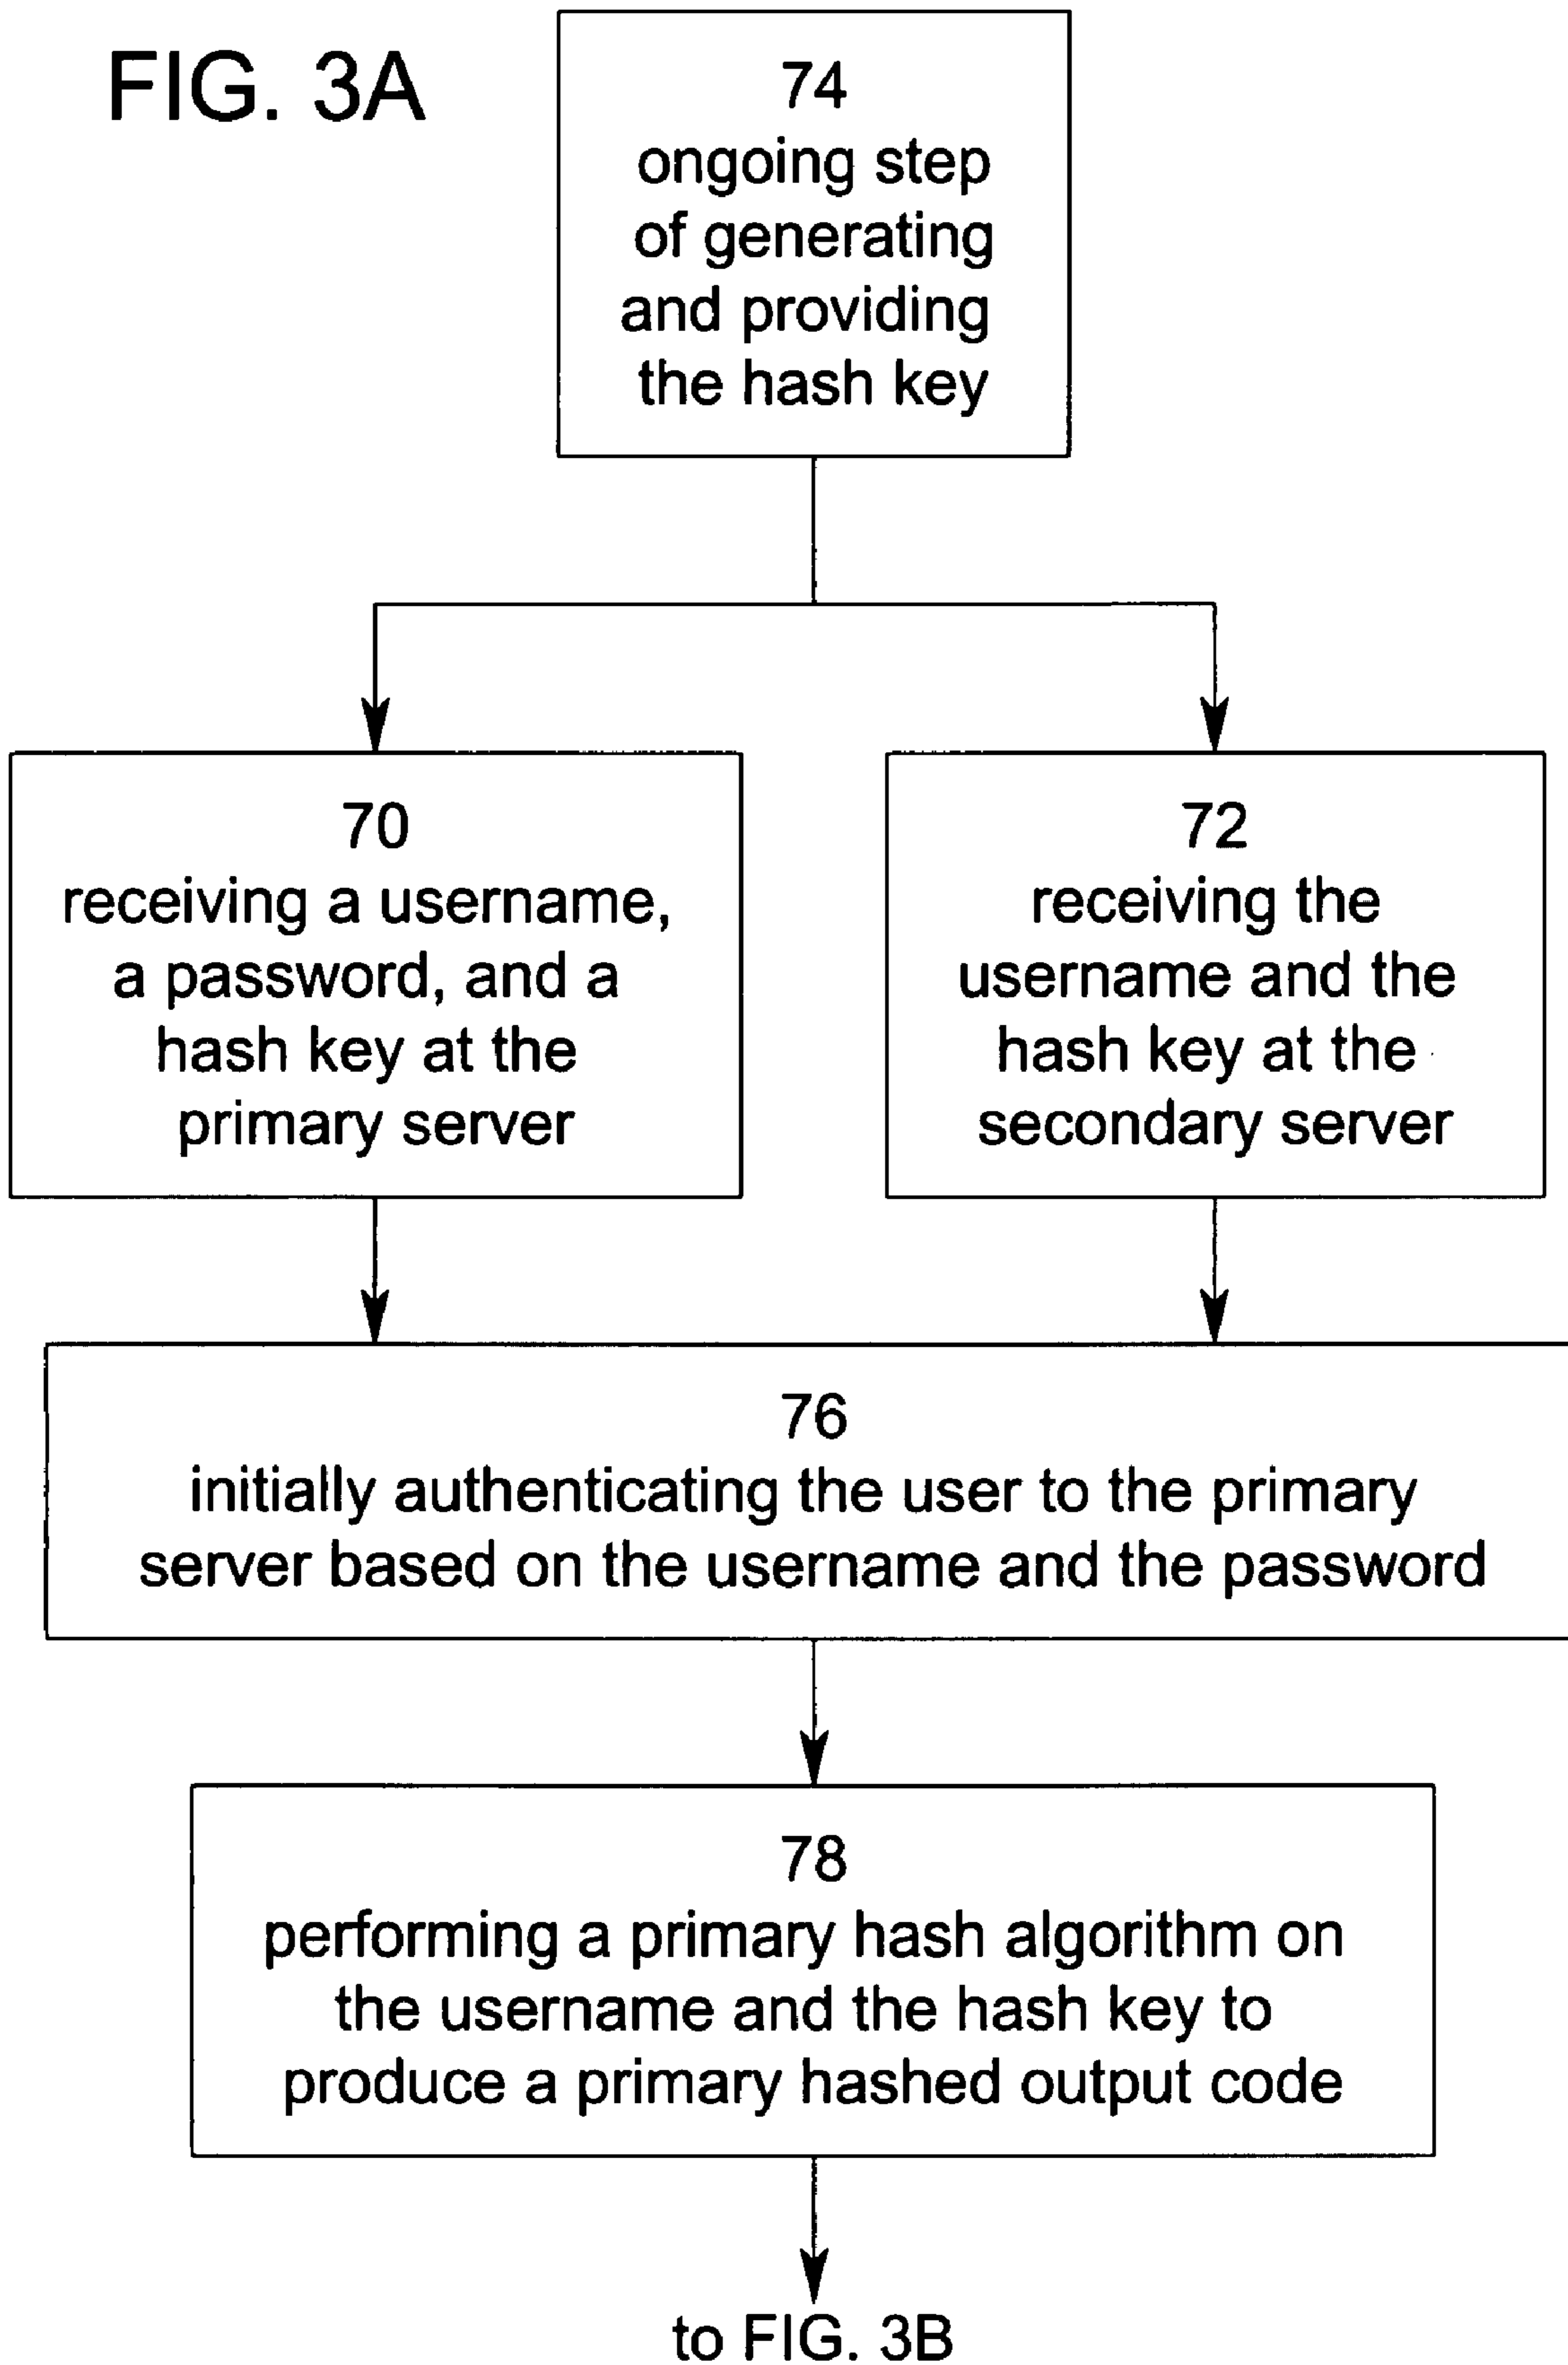 FIG. 3A
74
ongoing step
of generating
and providing
the hash key
70
receiving a username,
a password, and a
hash key at the
primary server
72
receiving the
username and the
hash key at the
secondary server
76
initially authenticating the user to the primary
server based on the username and the password
78
performing a primary hash algorithm on
the username and the hash key to
produce a primary hashed output code
to FIG. 3B